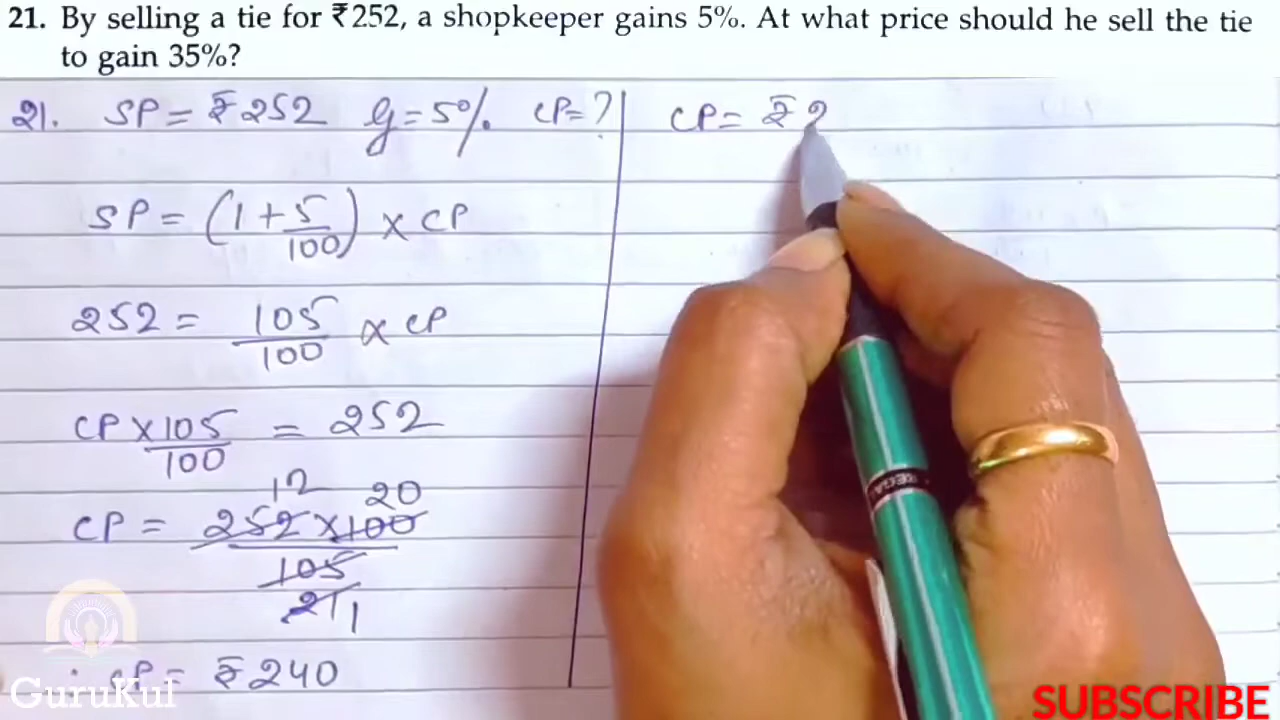 21. By selling a tie for ₹252, a shopkeeper gains 5%. At what price should he sell the tie
to gain 35%?
21. SP = ₹252 g = 5% CP = ?
SP = (1 + 5/100) × CP
252 = 105/100 × CP
CP × 105/100 = 252
12 20
CP = 252 × 100
105
21 1
∴ CP = ₹240
CP = ₹2
REGAL
GuruKul
SUBSCRIBE